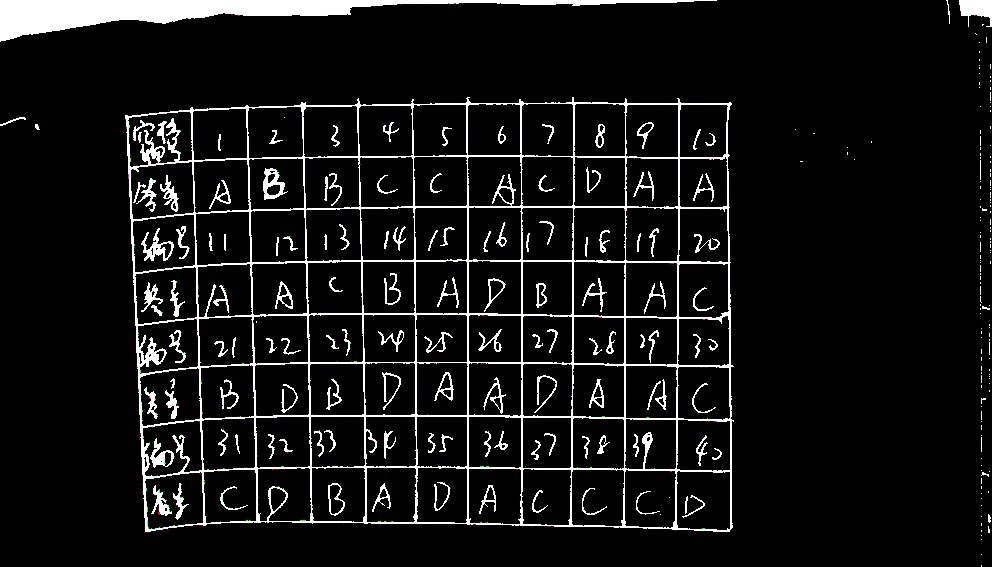 编号 1 2 3 4 5 6 7 8 9 10
答案 A B B C C A C D A A
编号 11 12 13 14 15 16 17 18 19 20
答案 A A C B A D B A A C
编号 21 22 23 24 25 26 27 28 29 30
答案 B D B D A A D A A C
编号 31 32 33 34 35 36 37 38 39 40
答案 C D B A D A C C C D